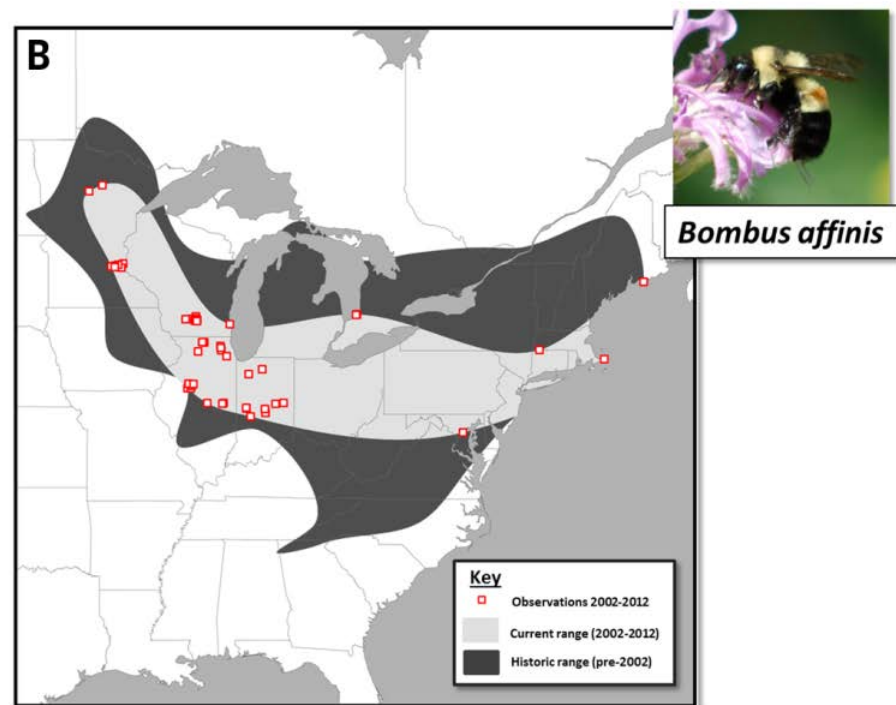 B
Bombus affinis
Key
Observations 2002-2012
Current range (2002-2012)
Historic range (pre-2002)